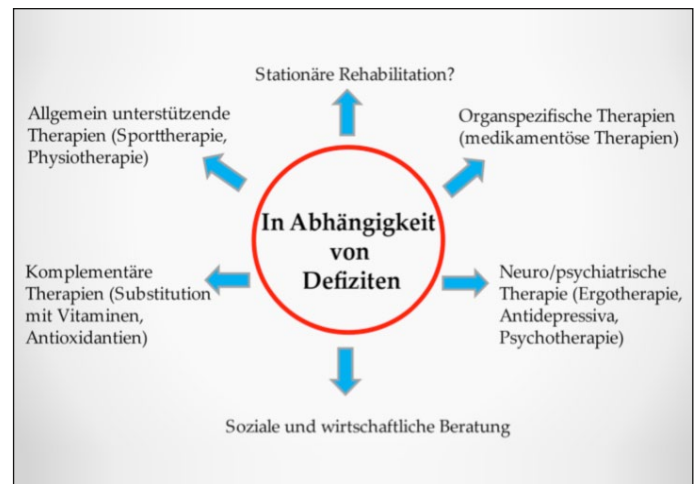 Stationäre Rehabilitation?
Allgemein unterstützende
Therapien (Sporttherapie,
Physiotherapie)
Organspezifische Therapien
(medikamentöse Therapien)
In Abhängigkeit
von
Defiziten
Komplementäre
Therapien (Substitution
mit Vitaminen,
Antioxidantien)
Neuro/psychiatrische
Therapie (Ergotherapie,
Antidepressiva,
Psychotherapie)
Soziale und wirtschaftliche Beratung